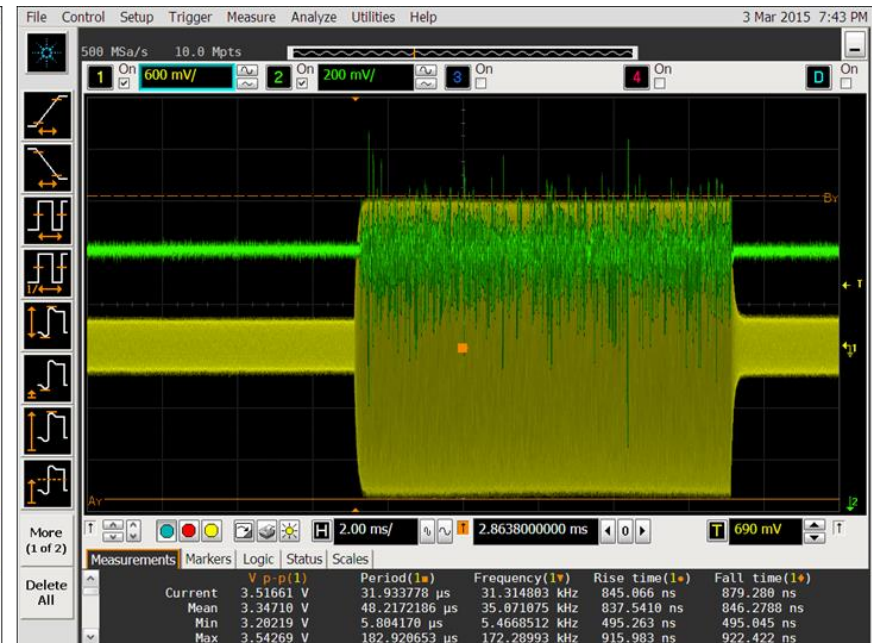 File Control Setup Trigger Measure Analyze Utilities Help 3 Mar 2015 7:43 PM
500 MSa/s 10.0 Mpts
1 On 600 mV/ 2 On 200 mV/ 3 On 4 On D On
By
T
1
Ay
2
More
(1 of 2)
Delete
All
H 2.00 ms/ 2.8638000000 ms 0 T 690 mV
Measurements Markers Logic Status Scales
V p-p(1) Period(1) Frequency(1) Rise time(1) Fall time(1)
Current 3.51661 V 31.933778 µs 31.314803 kHz 845.066 ns 879.280 ns
Mean 3.34710 V 48.2172186 µs 35.071075 kHz 837.5410 ns 846.2788 ns
Min 3.20219 V 5.804170 µs 5.4668512 kHz 495.263 ns 495.045 ns
Max 3.54269 V 182.920653 µs 172.28993 kHz 915.983 ns 922.422 ns